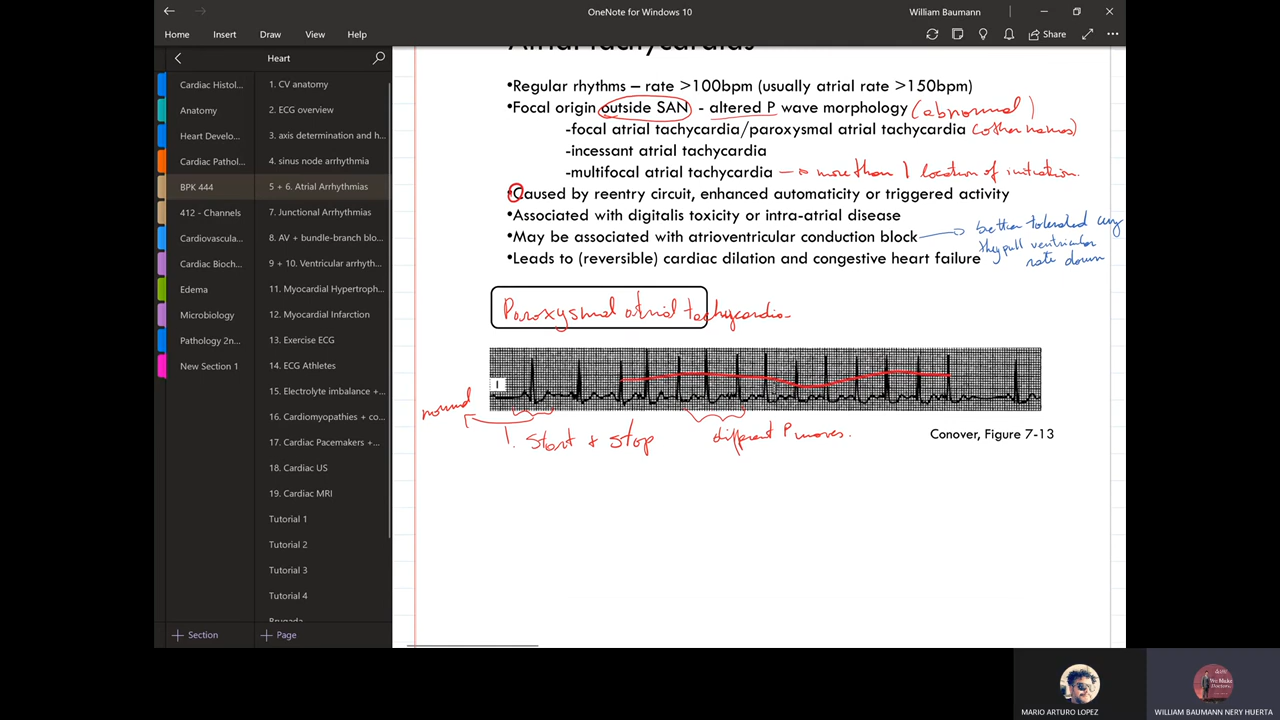 OneNote for Windows 10
William Baumann
Home Insert Draw View Help
Share
Heart
Cardiac Histol...
Anatomy
Heart Develo...
Cardiac Pathol...
BPK 444
412 - Channels
Cardiovascula...
Cardiac Bioch...
Edema
Microbiology
Pathology 2n...
New Section 1
Section
1. CV anatomy
2. ECG overview
3. axis determination and h...
4. sinus node arrhythmia
5 + 6. Atrial Arrhythmias
7. Junctional Arrhythmias
8. AV + bundle-branch blo...
9 + 10. Ventricular arryth...
11. Myocardial Hypertroph...
12. Myocardial Infarction
13. Exercise ECG
14. ECG Athletes
15. Electrolyte imbalance +...
16. Cardiomyopathies + co...
17. Cardiac Pacemakers +...
18. Cardiac US
19. Cardiac MRI
Tutorial 1
Tutorial 2
Tutorial 3
Tutorial 4
Brugada
Page
Atrial tachycardias
•Regular rhythms – rate >100bpm (usually atrial rate >150bpm)
•Focal origin outside SAN - altered P wave morphology (abnormal)
-focal atrial tachycardia/paroxysmal atrial tachycardia (other names)
-incessant atrial tachycardia
-multifocal atrial tachycardia → more than 1 location of initiation.
•Caused by reentry circuit, enhanced automaticity or triggered activity
•Associated with digitalis toxicity or intra-atrial disease
•May be associated with atrioventricular conduction block → better tolerated
they pull ventricular
rate down
•Leads to (reversible) cardiac dilation and congestive heart failure
Paroxysmal atrial tachycardia
I
normal
1. Start + stop
different P waves.
Conover, Figure 7-13
MARIO ARTURO LOPEZ
WILLIAM BAUMANN NERY HUERTA